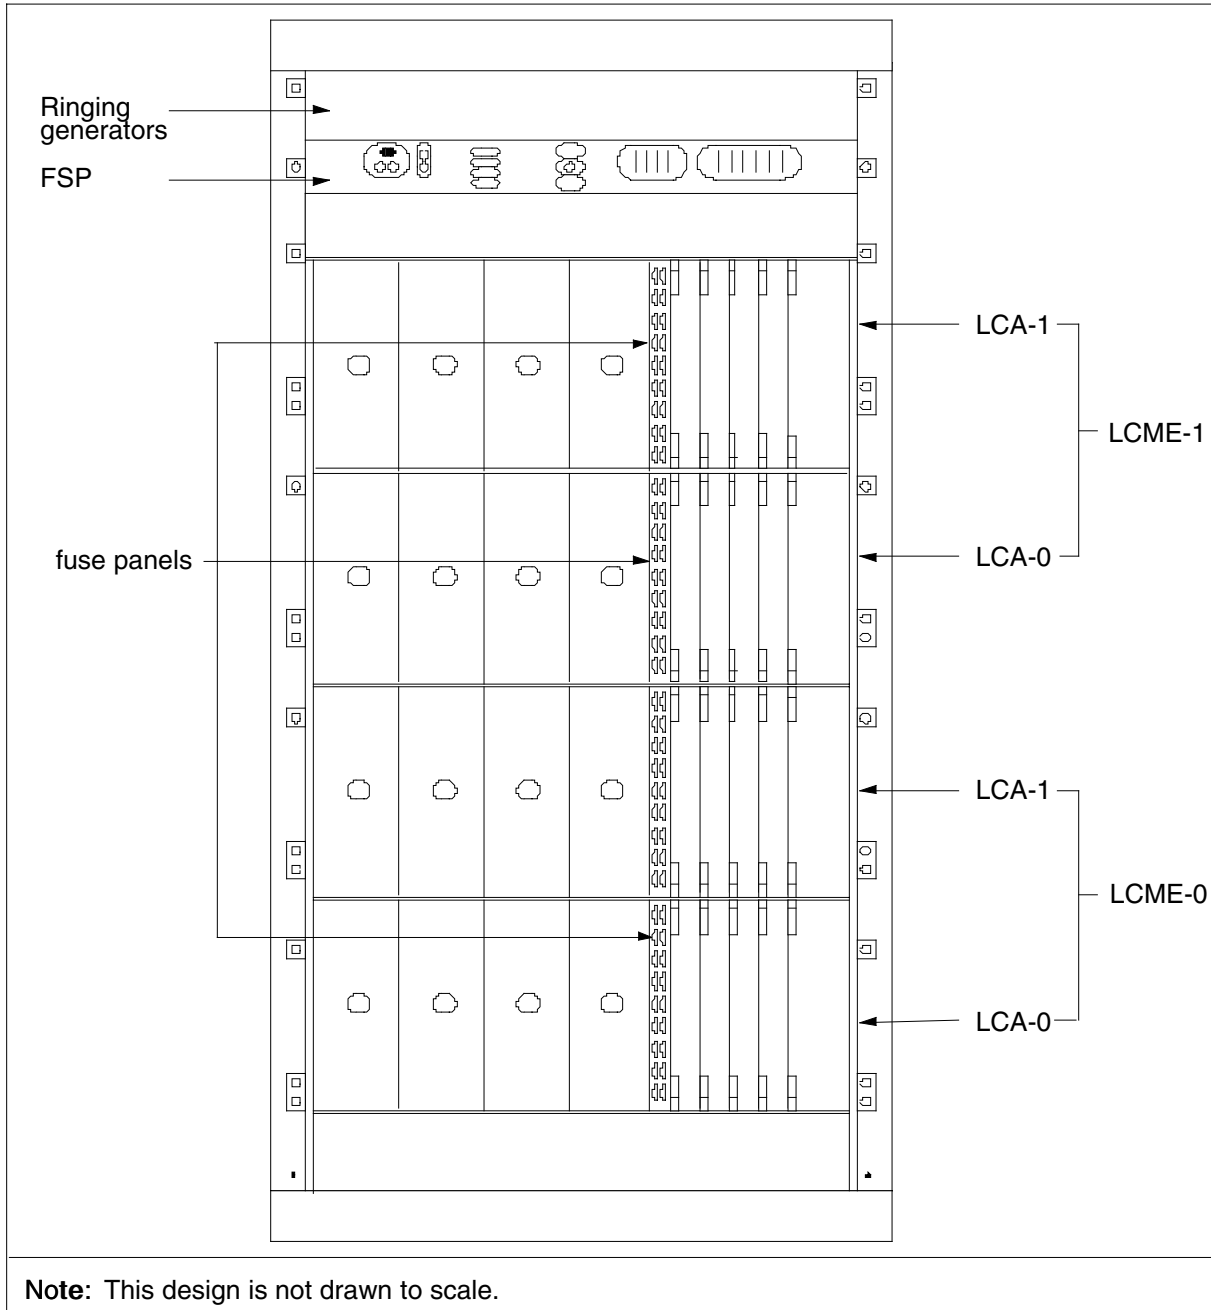 Ringing
generators
FSP
LCA-1
LCME-1
fuse panels
LCA-0
LCA-1
LCME-0
LCA-0
Note: This design is not drawn to scale.